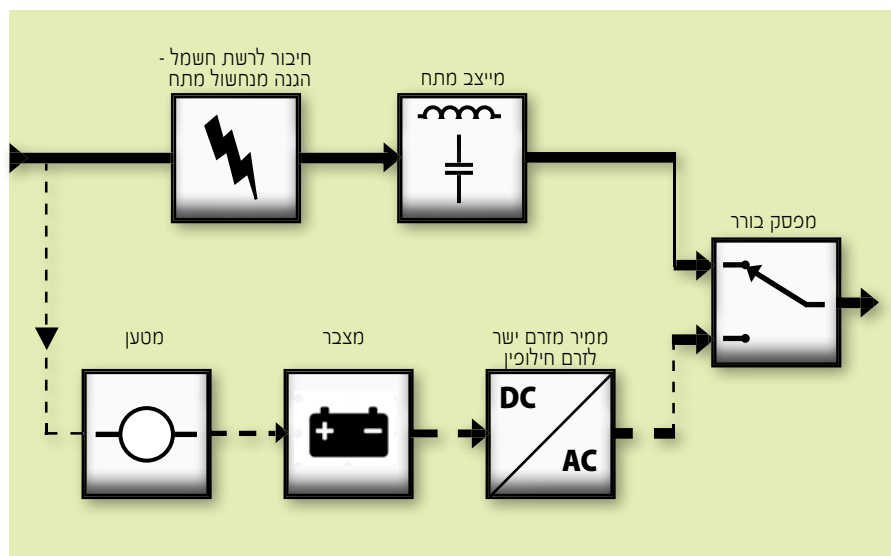 חיבור לרשת חשמל -
הגנה מנחשול מתח
מייצב מתח
מפסק בורר
מטען
מצבר
ממיר מזרם ישר
לזרם חילופין
DC
AC